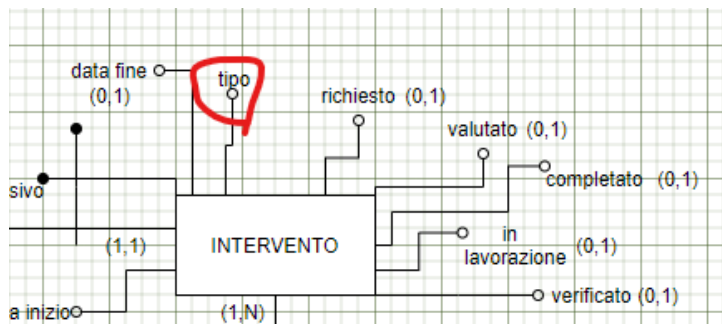 data fine
(0,1)
tipo
richiesto (0,1)
valutato (0,1)
completato (0,1)
sivo
(1,1)
INTERVENTO
in
lavorazione
(0,1)
a inizio
(1,N)
verificato (0,1)